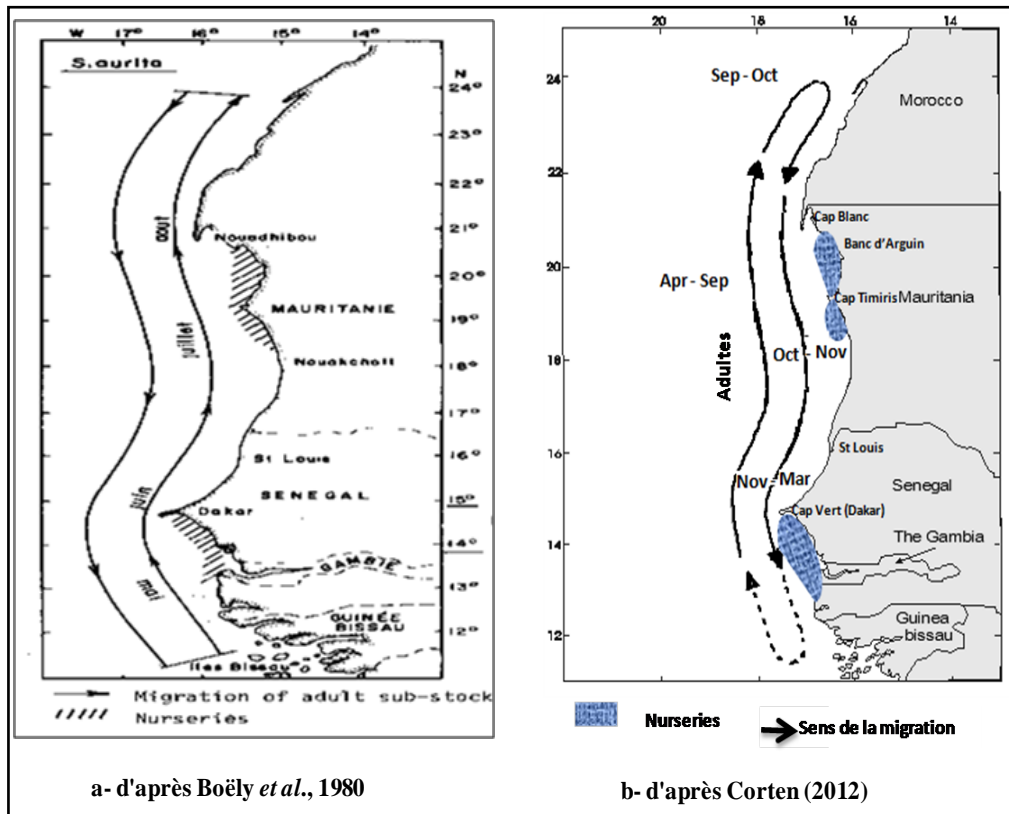 W 17° 16° 15° 14°
S.aurita
N
24°
23°
22°
21°
20°
19°
18°
17°
16°
15°
14°
13°
12°
Nouadhibou
MAURITANIE
Nouakchott
St Louis
SENEGAL
Dakar
GAMBIE
GUINÉE
BISSAU
Iles Bissau
aout
juillet
juin
mai
Migration of adult sub-stock
Nurseries
a- d'après Boëly et al., 1980
20 18 16 14
24
22
20
18
16
14
12
Sep - Oct
Morocco
Cap Blanc
Banc d'Arguin
Apr - Sep
Cap Timiris
Mauritania
Oct - Nov
Adultes
St Louis
Nov - Mar
Senegal
Cap Vert (Dakar)
The Gambia
Guinea
bissau
Nurseries
Sens de la migration
b- d'après Corten (2012)